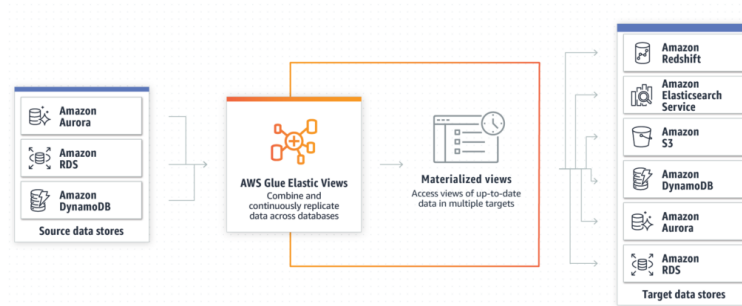 Amazon
Aurora
Amazon
RDS
Amazon
DynamoDB
Source data stores
AWS Glue Elastic Views
Combine and
continuously replicate
data across databases
Materialized views
Access views of up-to-date
data in multiple targets
Amazon
Redshift
Amazon
Elasticsearch
Service
Amazon
S3
Amazon
DynamoDB
Amazon
Aurora
Amazon
RDS
Target data stores